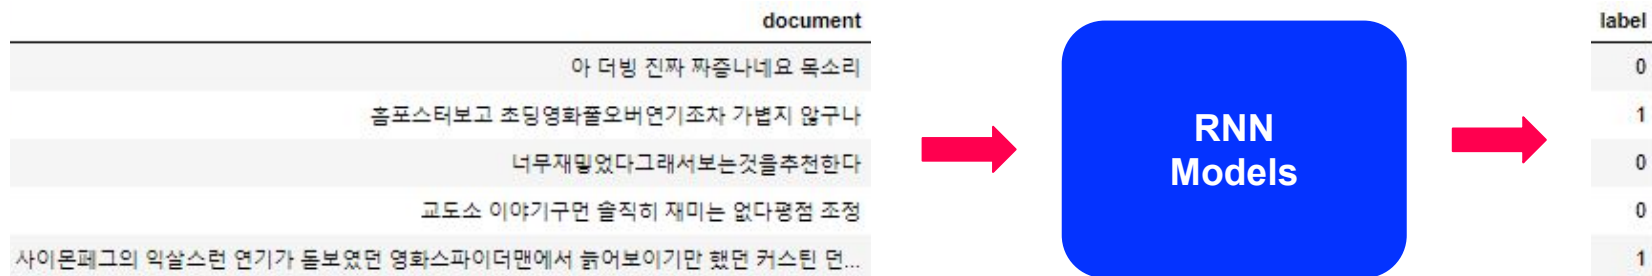 document
아 더빙 진짜 짜증나네요 목소리
흠포스터보고 초딩영화줄오버연기조차 가볍지 않구나
너무재밓었다그래서보는것을추천한다
교도소 이야기구먼 솔직히 재미는 없다평점 조정
사이몬페그의 익살스런 연기가 돋보였던 영화스파이더맨에서 늙어보이기만 했던 커스틴 던...
RNN
Models
label
0
1
0
0
1